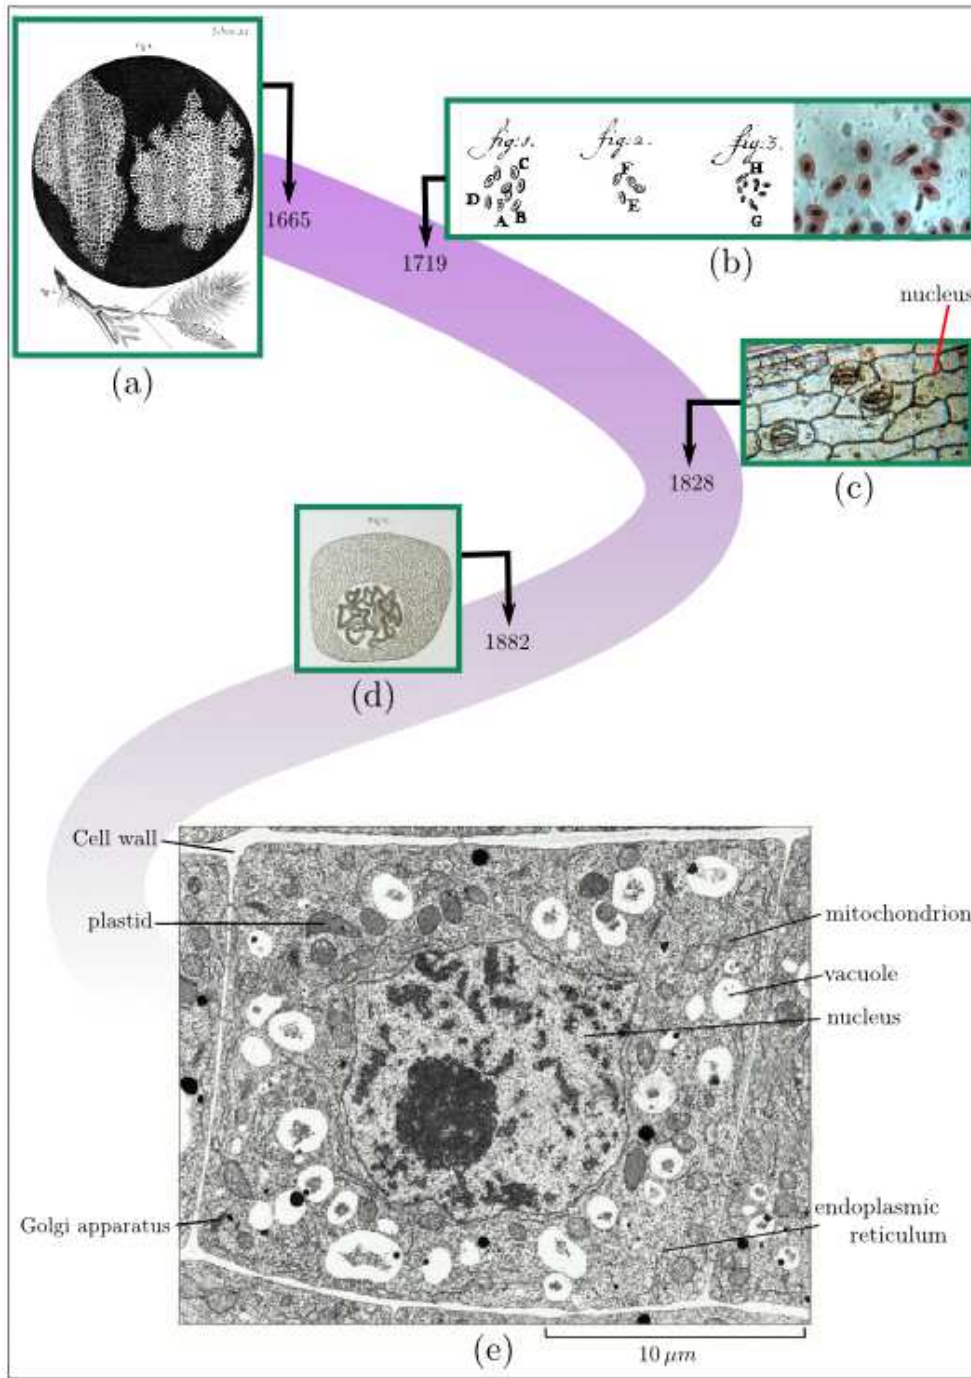 1665
(a)
fig:1.
fig:2.
fig:3.
C
D
A
B
F
E
H
G
(b)
1719
nucleus
(c)
1828
(d)
1882
Cell wall
plastid
mitochondrion
vacuole
nucleus
Golgi apparatus
endoplasmic
reticulum
(e)
10 μm